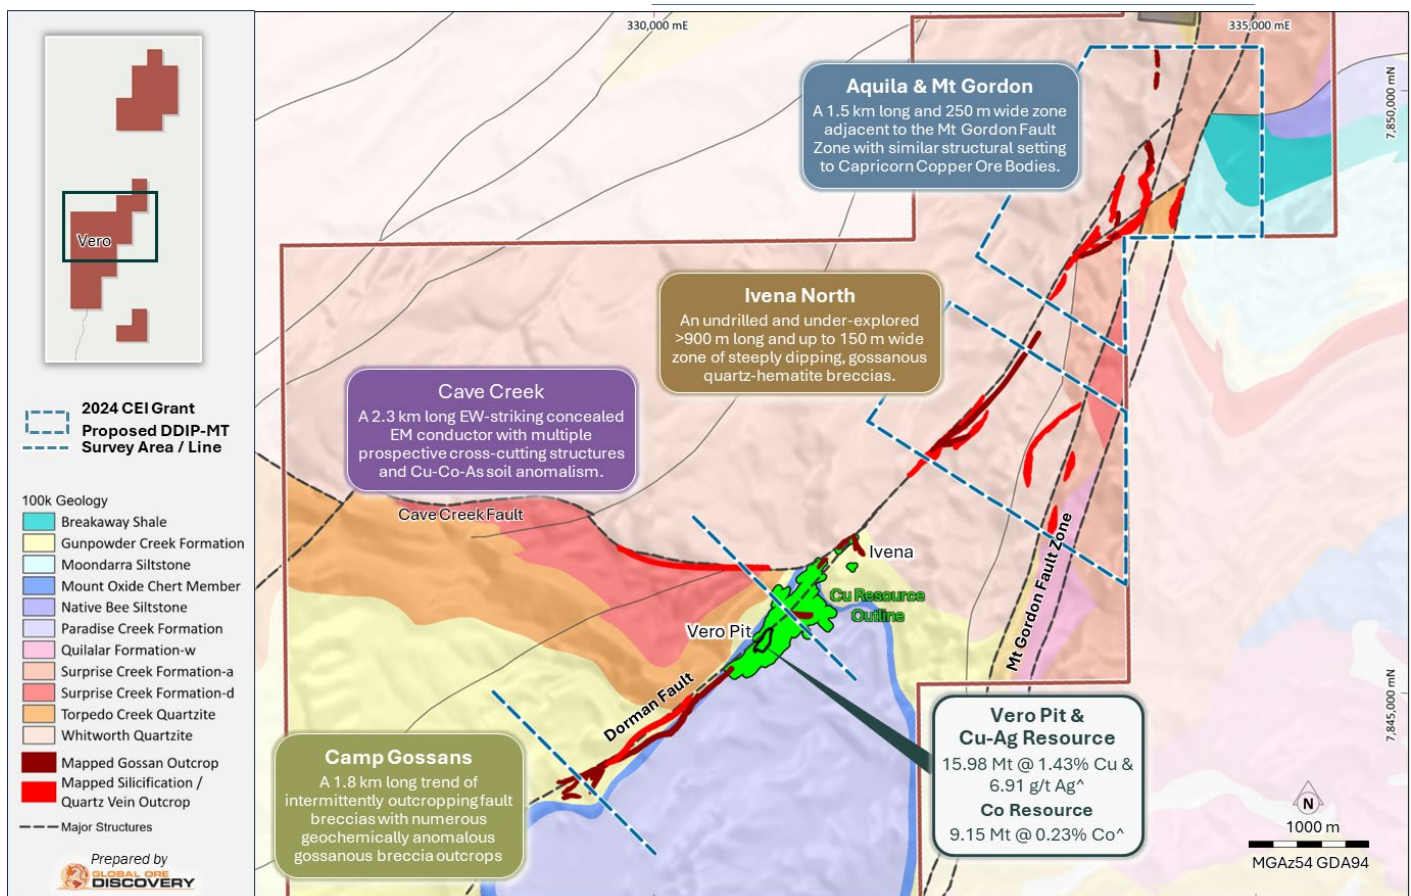 330,000 mE
335,000 mE
7,850,000 mN
7,845,000 mN
Vero
2024 CEI Grant
Proposed DDIP-MT
Survey Area / Line
100k Geology
Breakaway Shale
Gunpowder Creek Formation
Moondarra Siltstone
Mount Oxide Chert Member
Native Bee Siltstone
Paradise Creek Formation
Quilalar Formation-w
Surprise Creek Formation-a
Surprise Creek Formation-d
Torpedo Creek Quartzite
Whitworth Quartzite
Mapped Gossan Outcrop
Mapped Silicification /
Quartz Vein Outcrop
Major Structures
Prepared by
GLOBAL ORE
DISCOVERY
Aquila & Mt Gordon
A 1.5 km long and 250 m wide zone
adjacent to the Mt Gordon Fault
Zone with similar structural setting
to Capricorn Copper Ore Bodies.
Ivena North
An undrilled and under-explored
>900 m long and up to 150 m wide
zone of steeply dipping, gossanous
quartz-hematite breccias.
Cave Creek
A 2.3 km long EW-striking concealed
EM conductor with multiple
prospective cross-cutting structures
and Cu-Co-As soil anomalism.
Cave Creek Fault
Ivena
Cu Resource
Outline
Vero Pit
Mt Gordon Fault Zone
Dorman Fault
Camp Gossans
A 1.8 km long trend of
intermittently outcropping fault
breccias with numerous
geochemically anomalous
gossanous breccia outcrops
Vero Pit &
Cu-Ag Resource
15.98 Mt @ 1.43% Cu &
6.91 g/t Ag^
Co Resource
9.15 Mt @ 0.23% Co^
N
1000 m
MGAz54 GDA94